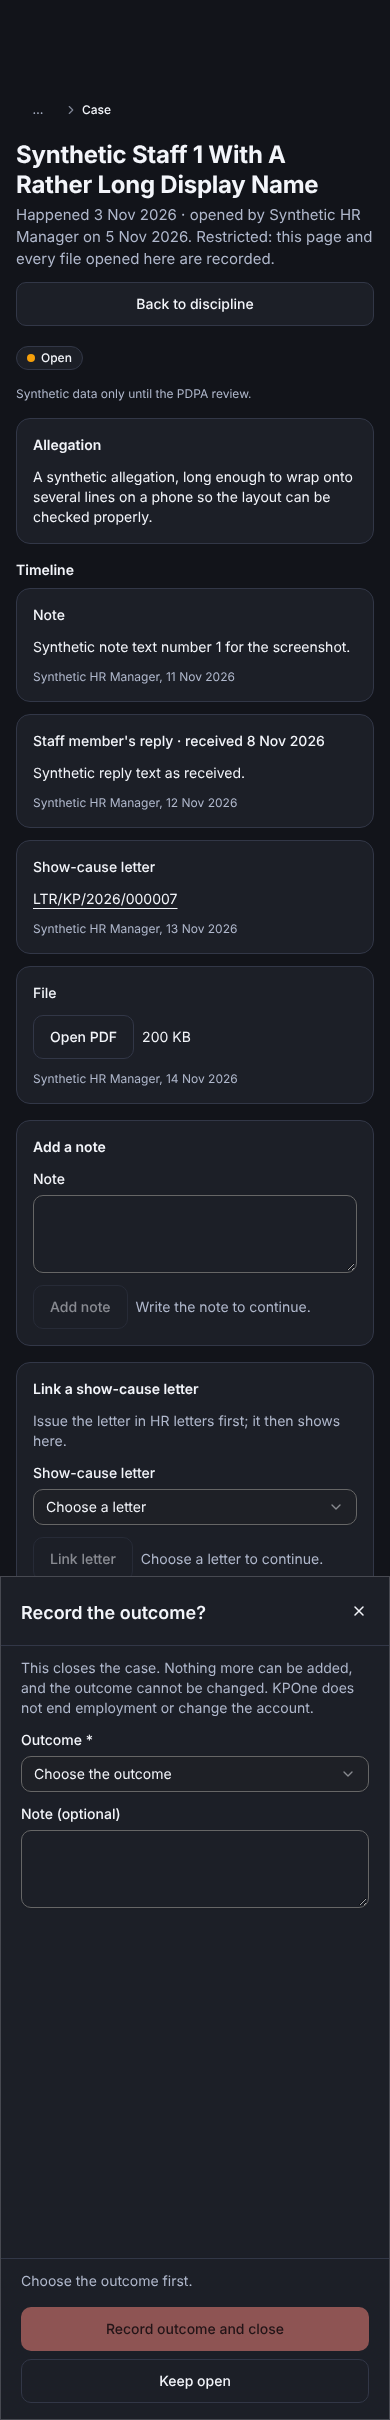 ... > Case
Synthetic Staff 1 With A
Rather Long Display Name
Happened 3 Nov 2026 · opened by Synthetic HR
Manager on 5 Nov 2026. Restricted: this page and
every file opened here are recorded.
Back to discipline
Open
Synthetic data only until the PDPA review.
Allegation
A synthetic allegation, long enough to wrap onto
several lines on a phone so the layout can be
checked properly.
Timeline
Note
Synthetic note text number 1 for the screenshot.
Synthetic HR Manager, 11 Nov 2026
Staff member's reply · received 8 Nov 2026
Synthetic reply text as received.
Synthetic HR Manager, 12 Nov 2026
Show-cause letter
LTR/KP/2026/000007
Synthetic HR Manager, 13 Nov 2026
File
Open PDF 200 KB
Synthetic HR Manager, 14 Nov 2026
Add a note
Note
Add note Write the note to continue.
Link a show-cause letter
Issue the letter in HR letters first; it then shows
here.
Show-cause letter
Choose a letter
Link letter Choose a letter to continue.
Record the outcome?
This closes the case. Nothing more can be added,
and the outcome cannot be changed. KPOne does
not end employment or change the account.
Outcome *
Choose the outcome
Note (optional)
Choose the outcome first.
Record outcome and close
Keep open